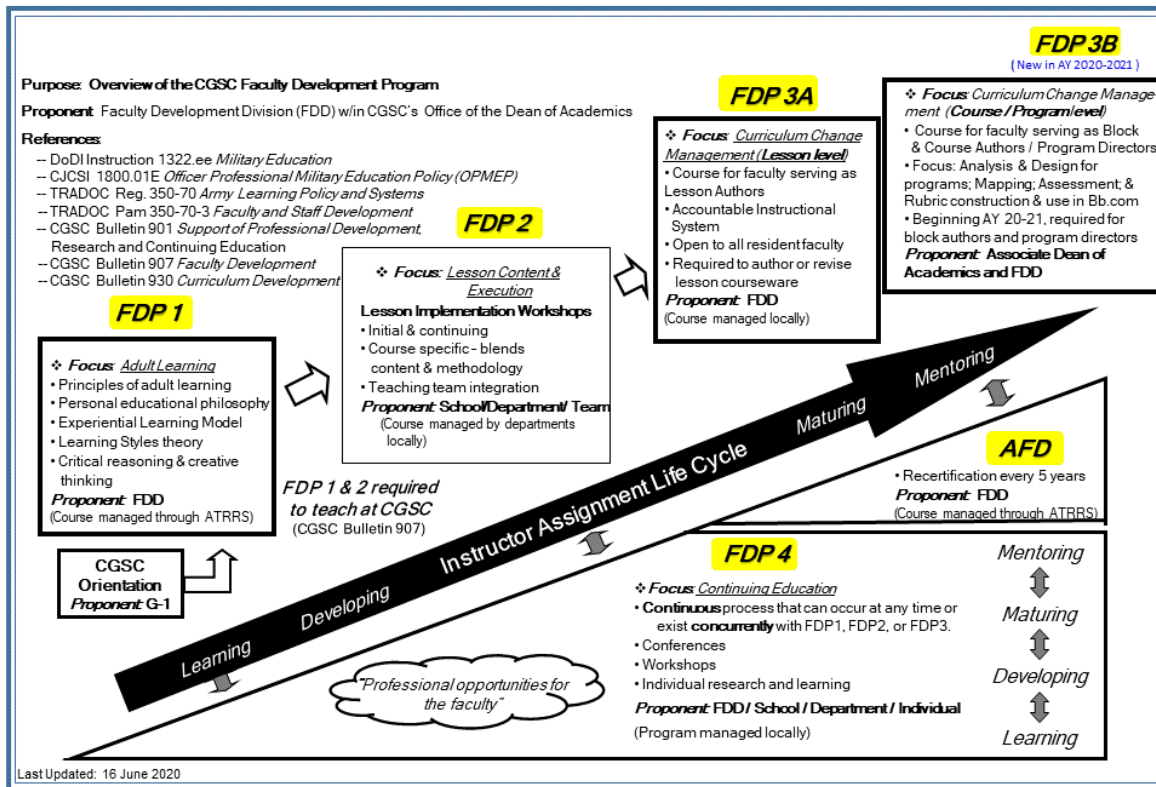 Purpose: Overview of the CGSC Faculty Development Program
Proponent: Faculty Development Division (FDD) w/in CGSC's Office of the Dean of Academics
References:
-- DoDI Instruction 1322.ee Military Education
-- CJCSI 1800.01E Officer Professional Military Education Policy (OPMEP)
-- TRADOC Reg. 350-70 Army Learning Policy and Systems
-- TRADOC Pam 350-70-3 Faculty and Staff Development
-- CGSC Bulletin 901 Support of Professional Development,
Research and Continuing Education
-- CGSC Bulletin 907 Faculty Development
-- CGSC Bulletin 930 Curriculum Development
FDP 1
❖ Focus: Adult Learning
• Principles of adult learning
• Personal educational philosophy
• Experiential Learning Model
• Learning Styles theory
• Critical reasoning & creative
thinking
Proponent: FDD
(Course managed through ATRRS)
CGSC
Orientation
Proponent: G-1
FDP 2
❖ Focus: Lesson Content &
Execution
Lesson Implementation Workshops
• Initial & continuing
• Course specific - blends
content & methodology
• Teaching team integration
Proponent: School/Department/ Team
(Course managed by departments
locally)
FDP 1 & 2 required
to teach at CGSC
(CGSC Bulletin 907)
FDP 3A
❖ Focus: Curriculum Change
Management (Lesson level)
• Course for faculty serving as
Lesson Authors
• Accountable Instructional
System
• Open to all resident faculty
• Required to author or revise
lesson courseware
Proponent: FDD
(Course managed locally)
FDP 3B
( New in AY 2020-2021 )
❖ Focus: Curriculum Change Manage-
ment (Course / Program level)
• Course for faculty serving as Block
& Course Authors / Program Directors
• Focus: Analysis & Design for
programs; Mapping; Assessment; &
Rubric construction & use in Bb.com
• Beginning AY 20-21, required for
block authors and program directors
Proponent: Associate Dean of
Academics and FDD
Learning Developing Instructor Assignment Life Cycle Maturing Mentoring
AFD
• Recertification every 5 years
Proponent: FDD
(Course managed through ATRRS)
FDP 4
❖ Focus: Continuing Education
• Continuous process that can occur at any time or
exist concurrently with FDP1, FDP2, or FDP3.
• Conferences
• Workshops
• Individual research and learning
Proponent: FDD / School / Department / Individual
(Program managed locally)
Mentoring
Maturing
Developing
Learning
"Professional opportunities for
the faculty"
Last Updated: 16 June 2020